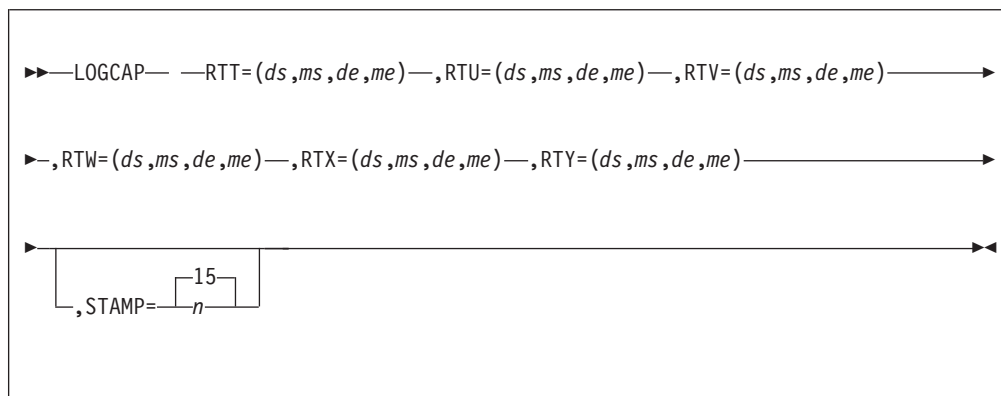 LOGCAP RTT=(ds,ms,de,me) ,RTU=(ds,ms,de,me) ,RTV=(ds,ms,de,me)
,RTW=(ds,ms,de,me) ,RTX=(ds,ms,de,me) ,RTY=(ds,ms,de,me)
15
,STAMP= n